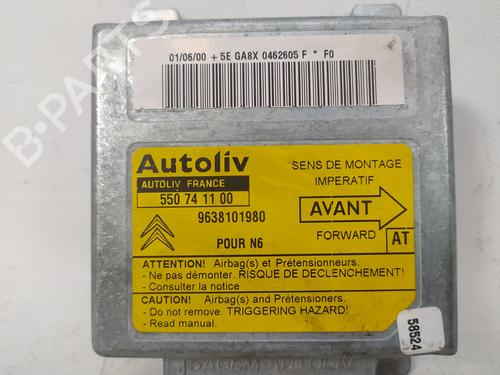 B-PARTS
01/06/00 + 5E GA8X 0462605 F * F0
Autoliv
AUTOLIV FRANCE
550 74 11 00
9638101980
POUR N6
SENS DE MONTAGE
IMPERATIF
AVANT
FORWARD
AT
ATTENTION! Airbag(s) et Prétensionneurs.
- Ne pas démonter. RISQUE DE DECLENCHEMENT!
- Consulter la notice
CAUTION! Airbag(s) and Prétensioners.
- Do not remove. TRIGGERING HAZARD!
- Read manual.
58524